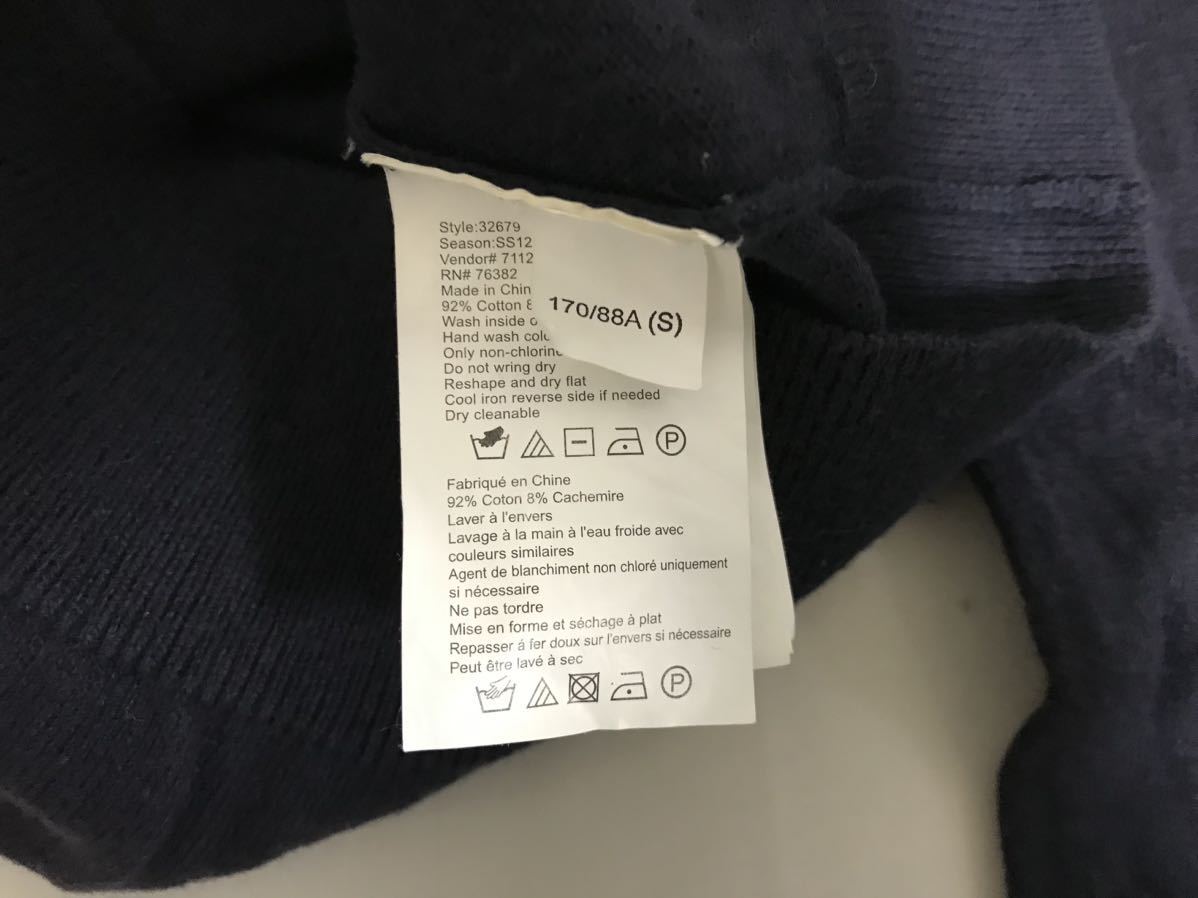 Style:32679
Season:SS12
Vendor# 7112
RN# 76382
Made in Chin
92% Cotton 8
Wash inside o
Hand wash col
Only non-chlorin
Do not wring dry
Reshape and dry flat
Cool iron reverse side if needed
Dry cleanable
170/88A (S)
P
Fabriqué en Chine
92% Coton 8% Cachemire
Laver à l'envers
Lavage à la main à l'eau froide avec
couleurs similaires
Agent de blanchiment non chloré uniquement
si nécessaire
Ne pas tordre
Mise en forme et séchage à plat
Repasser á fer doux sur l'envers si nécessaire
Peut être lavé à sec
P